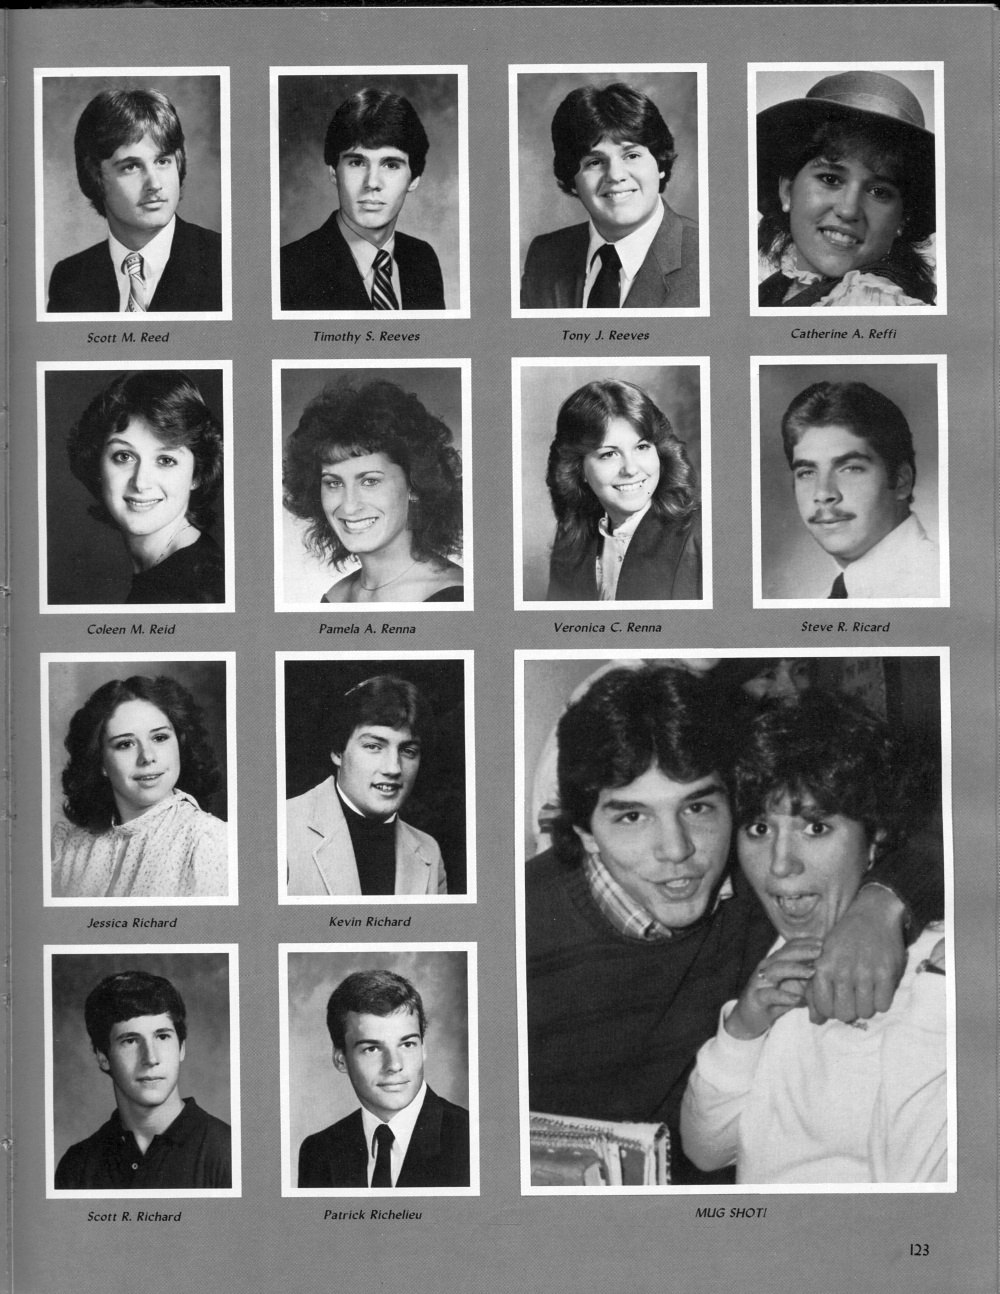 Scott M. Reed
Timothy S. Reeves
Tony J. Reeves
Catherine A. Reffi
Coleen M. Reid
Pamela A. Renna
Veronica C. Renna
Steve R. Ricard
Jessica Richard
Kevin Richard
Scott R. Richard
Patrick Richelieu
MUG SHOT!
123